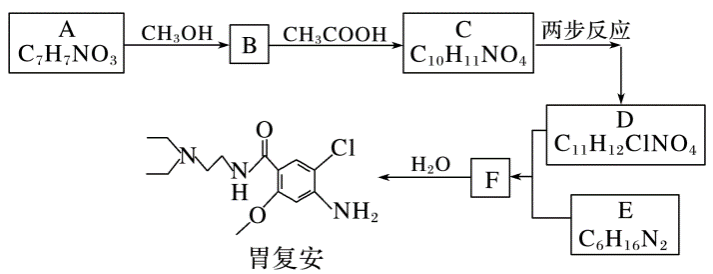 A
C₇H₇NO₃
CH₃OH
B
CH₃COOH
C
C₁₀H₁₁NO₄
两步反应
D
C₁₁H₁₂ClNO₄
E
C₆H₁₆N₂
F
H₂O
O
Cl
N
N
H
O
NH₂
胃复安